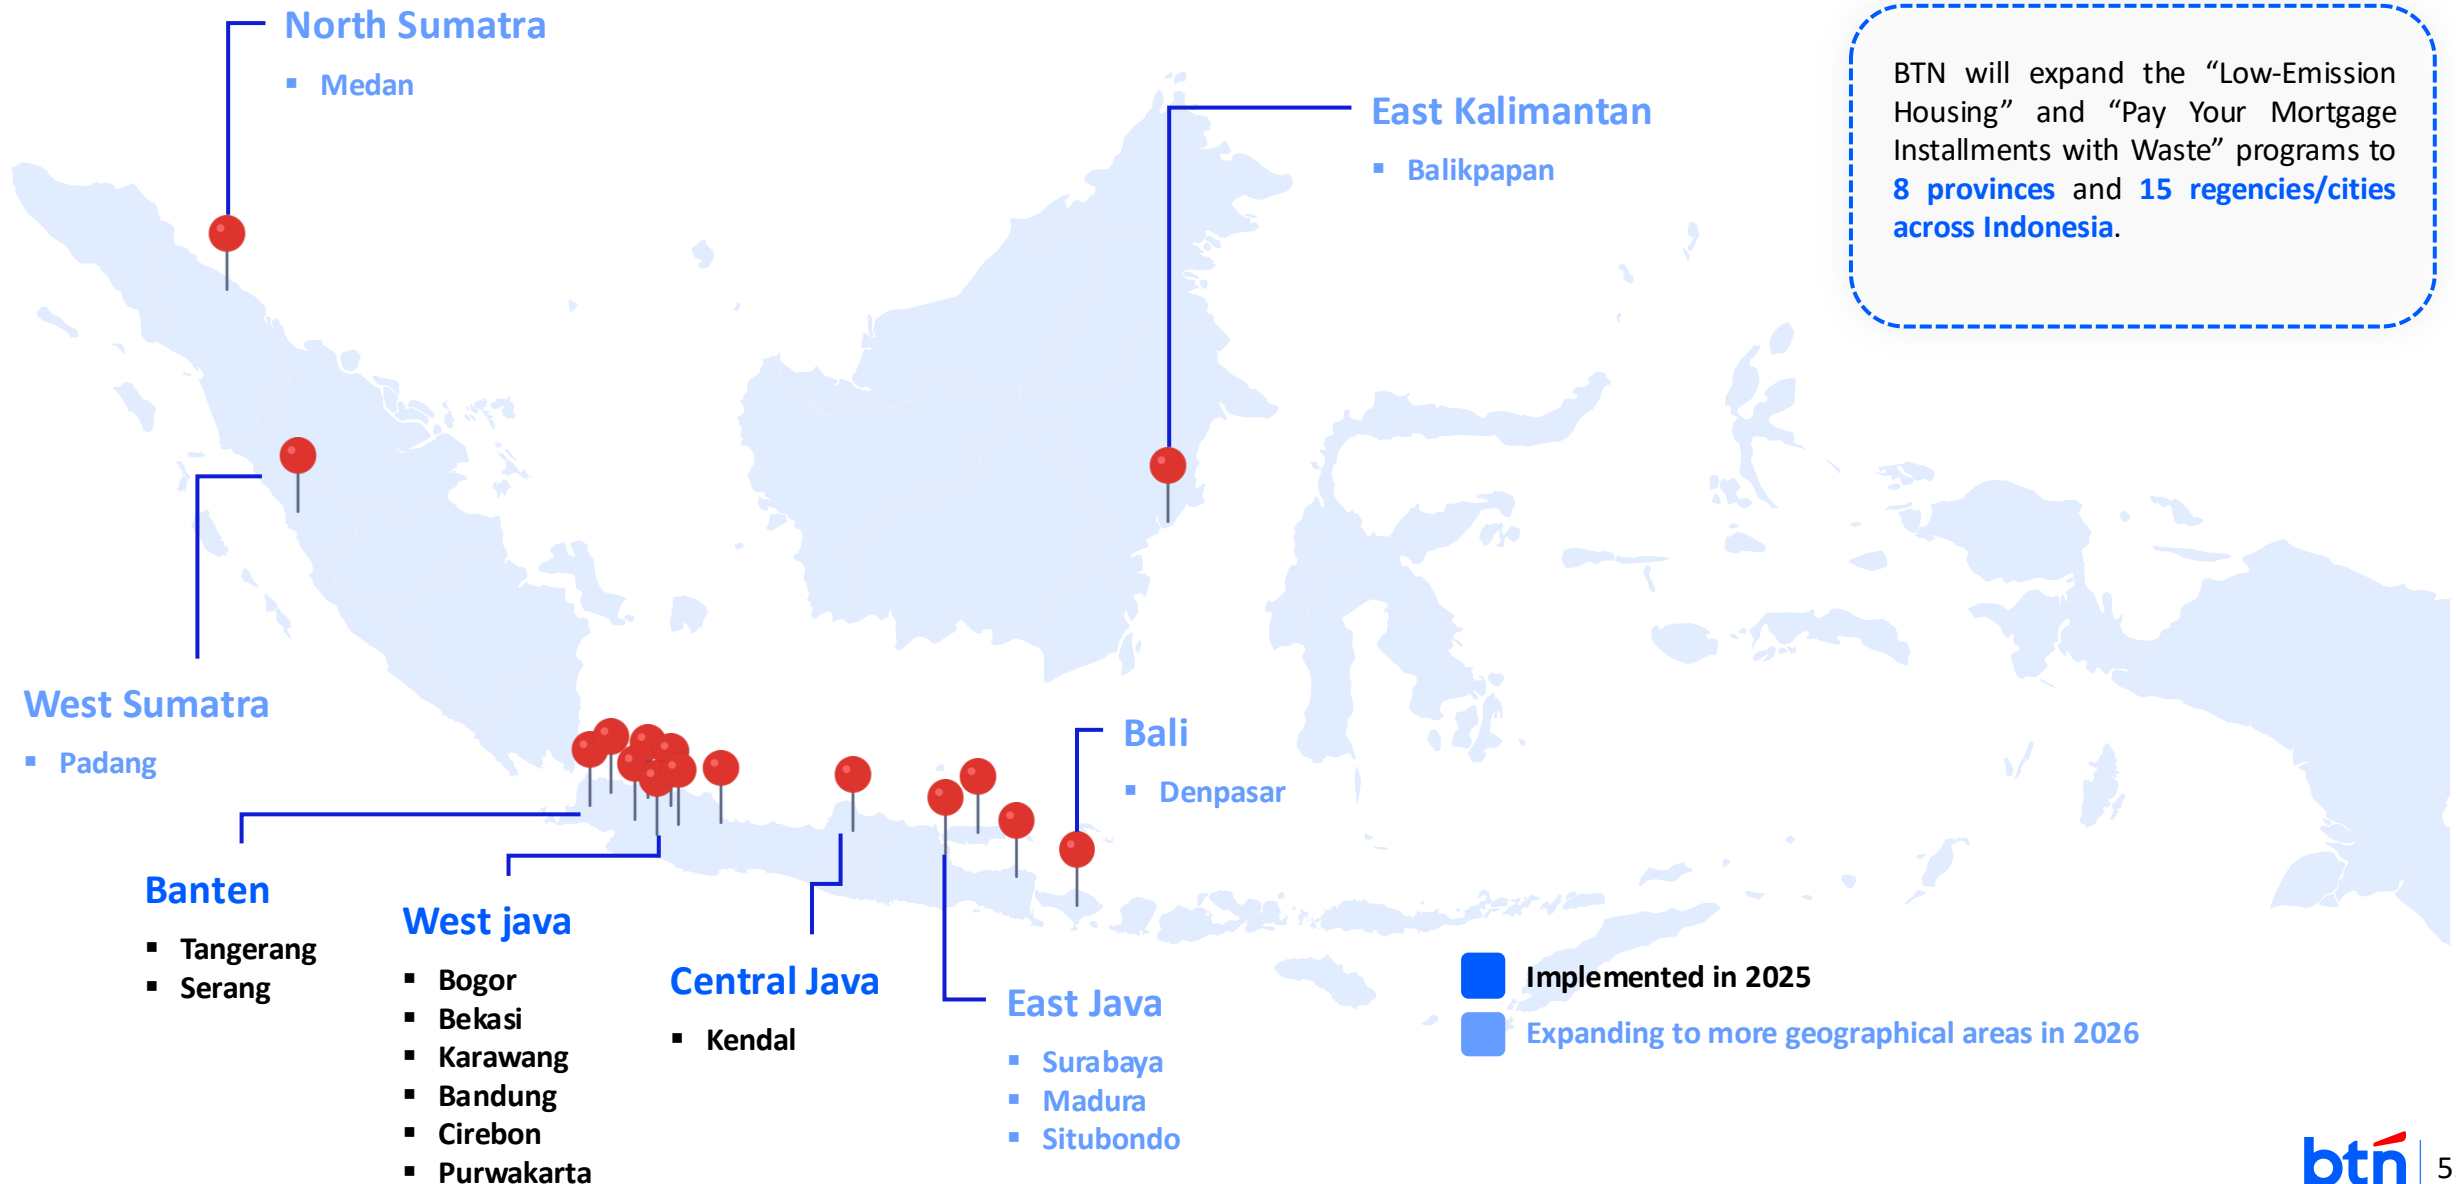 North Sumatra
▪ Medan
East Kalimantan
▪ Balikpapan
BTN will expand the “Low-Emission
Housing” and “Pay Your Mortgage
Installments with Waste” programs to
8 provinces and 15 regencies/cities
across Indonesia.
West Sumatra
▪ Padang
Bali
▪ Denpasar
Banten
▪ Tangerang
▪ Serang
West java
▪ Bogor
▪ Bekasi
▪ Karawang
▪ Bandung
▪ Cirebon
▪ Purwakarta
Central Java
▪ Kendal
East Java
▪ Surabaya
▪ Madura
▪ Situbondo
Implemented in 2025
Expanding to more geographical areas in 2026
btn
5